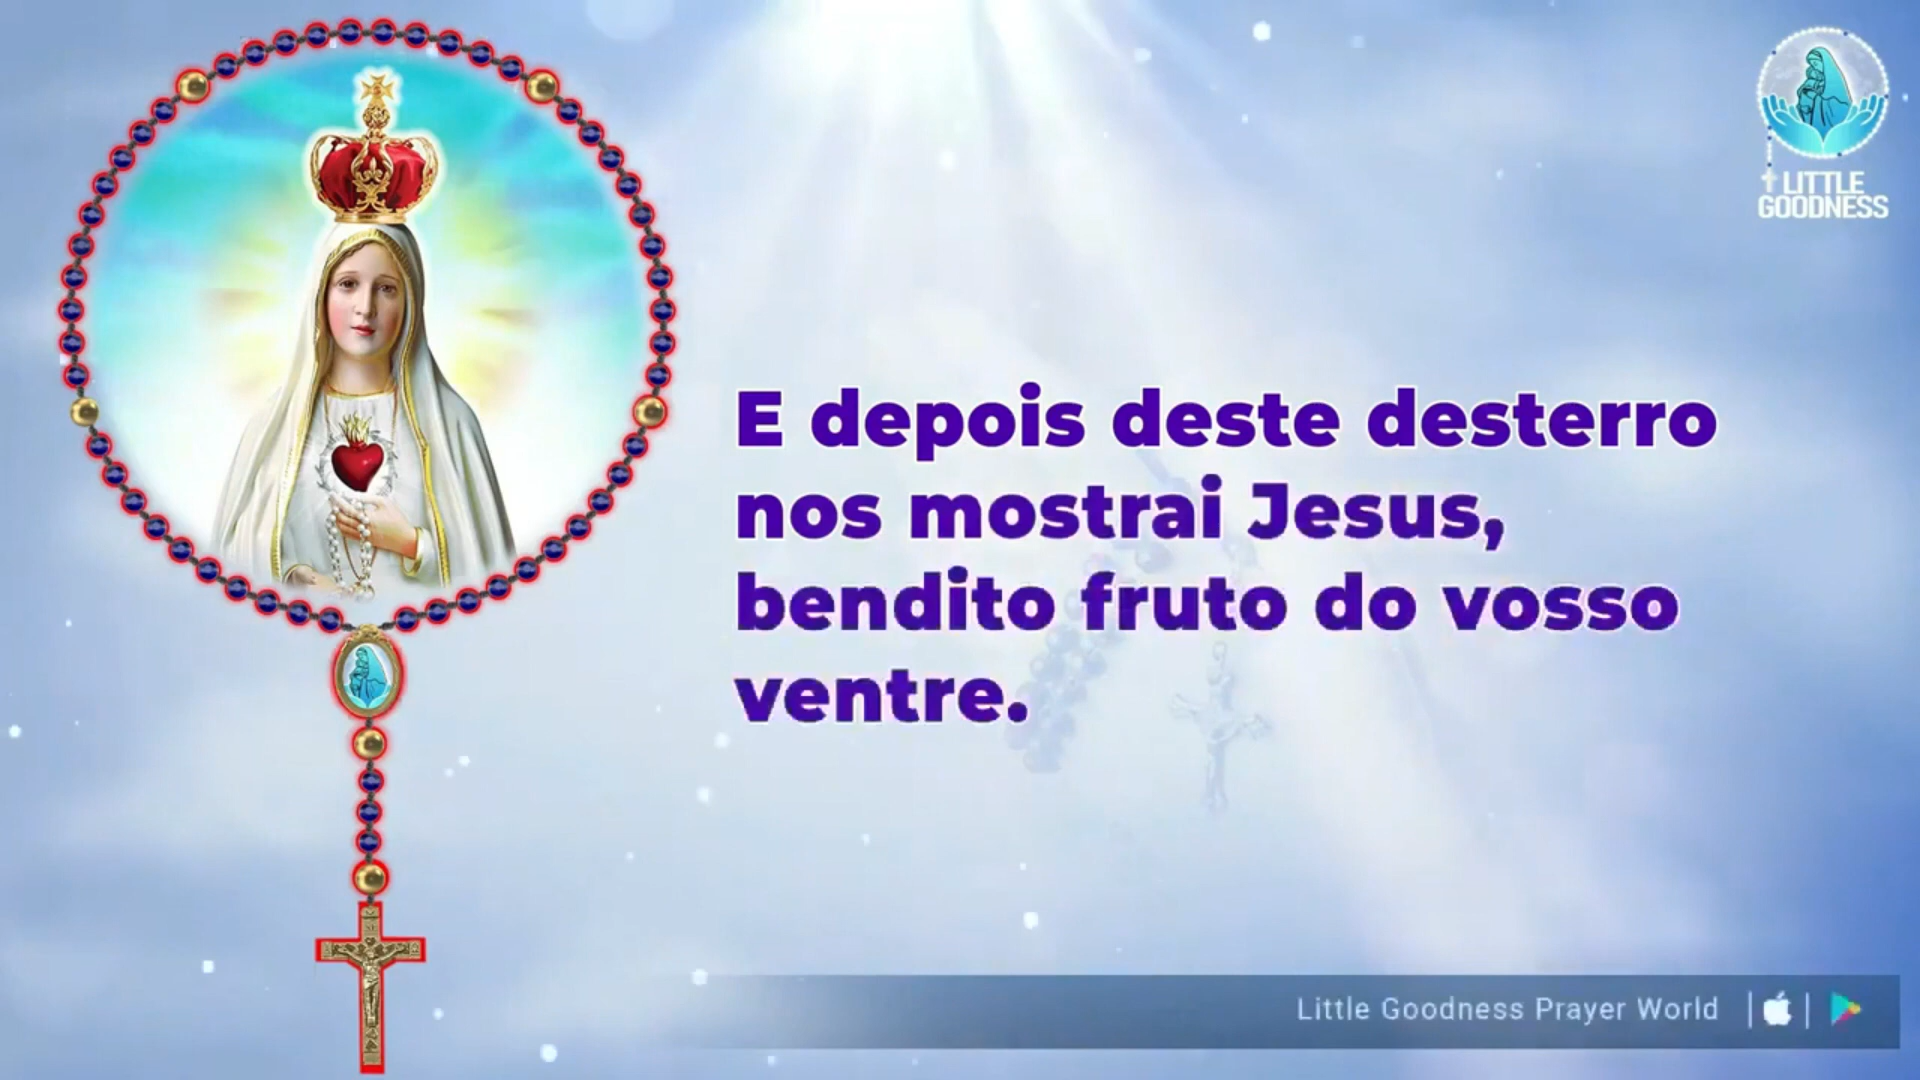 LITTLE
GOODNESS
E depois deste desterro
nos mostrai Jesus,
bendito fruto do vosso
ventre.
Little Goodness Prayer World